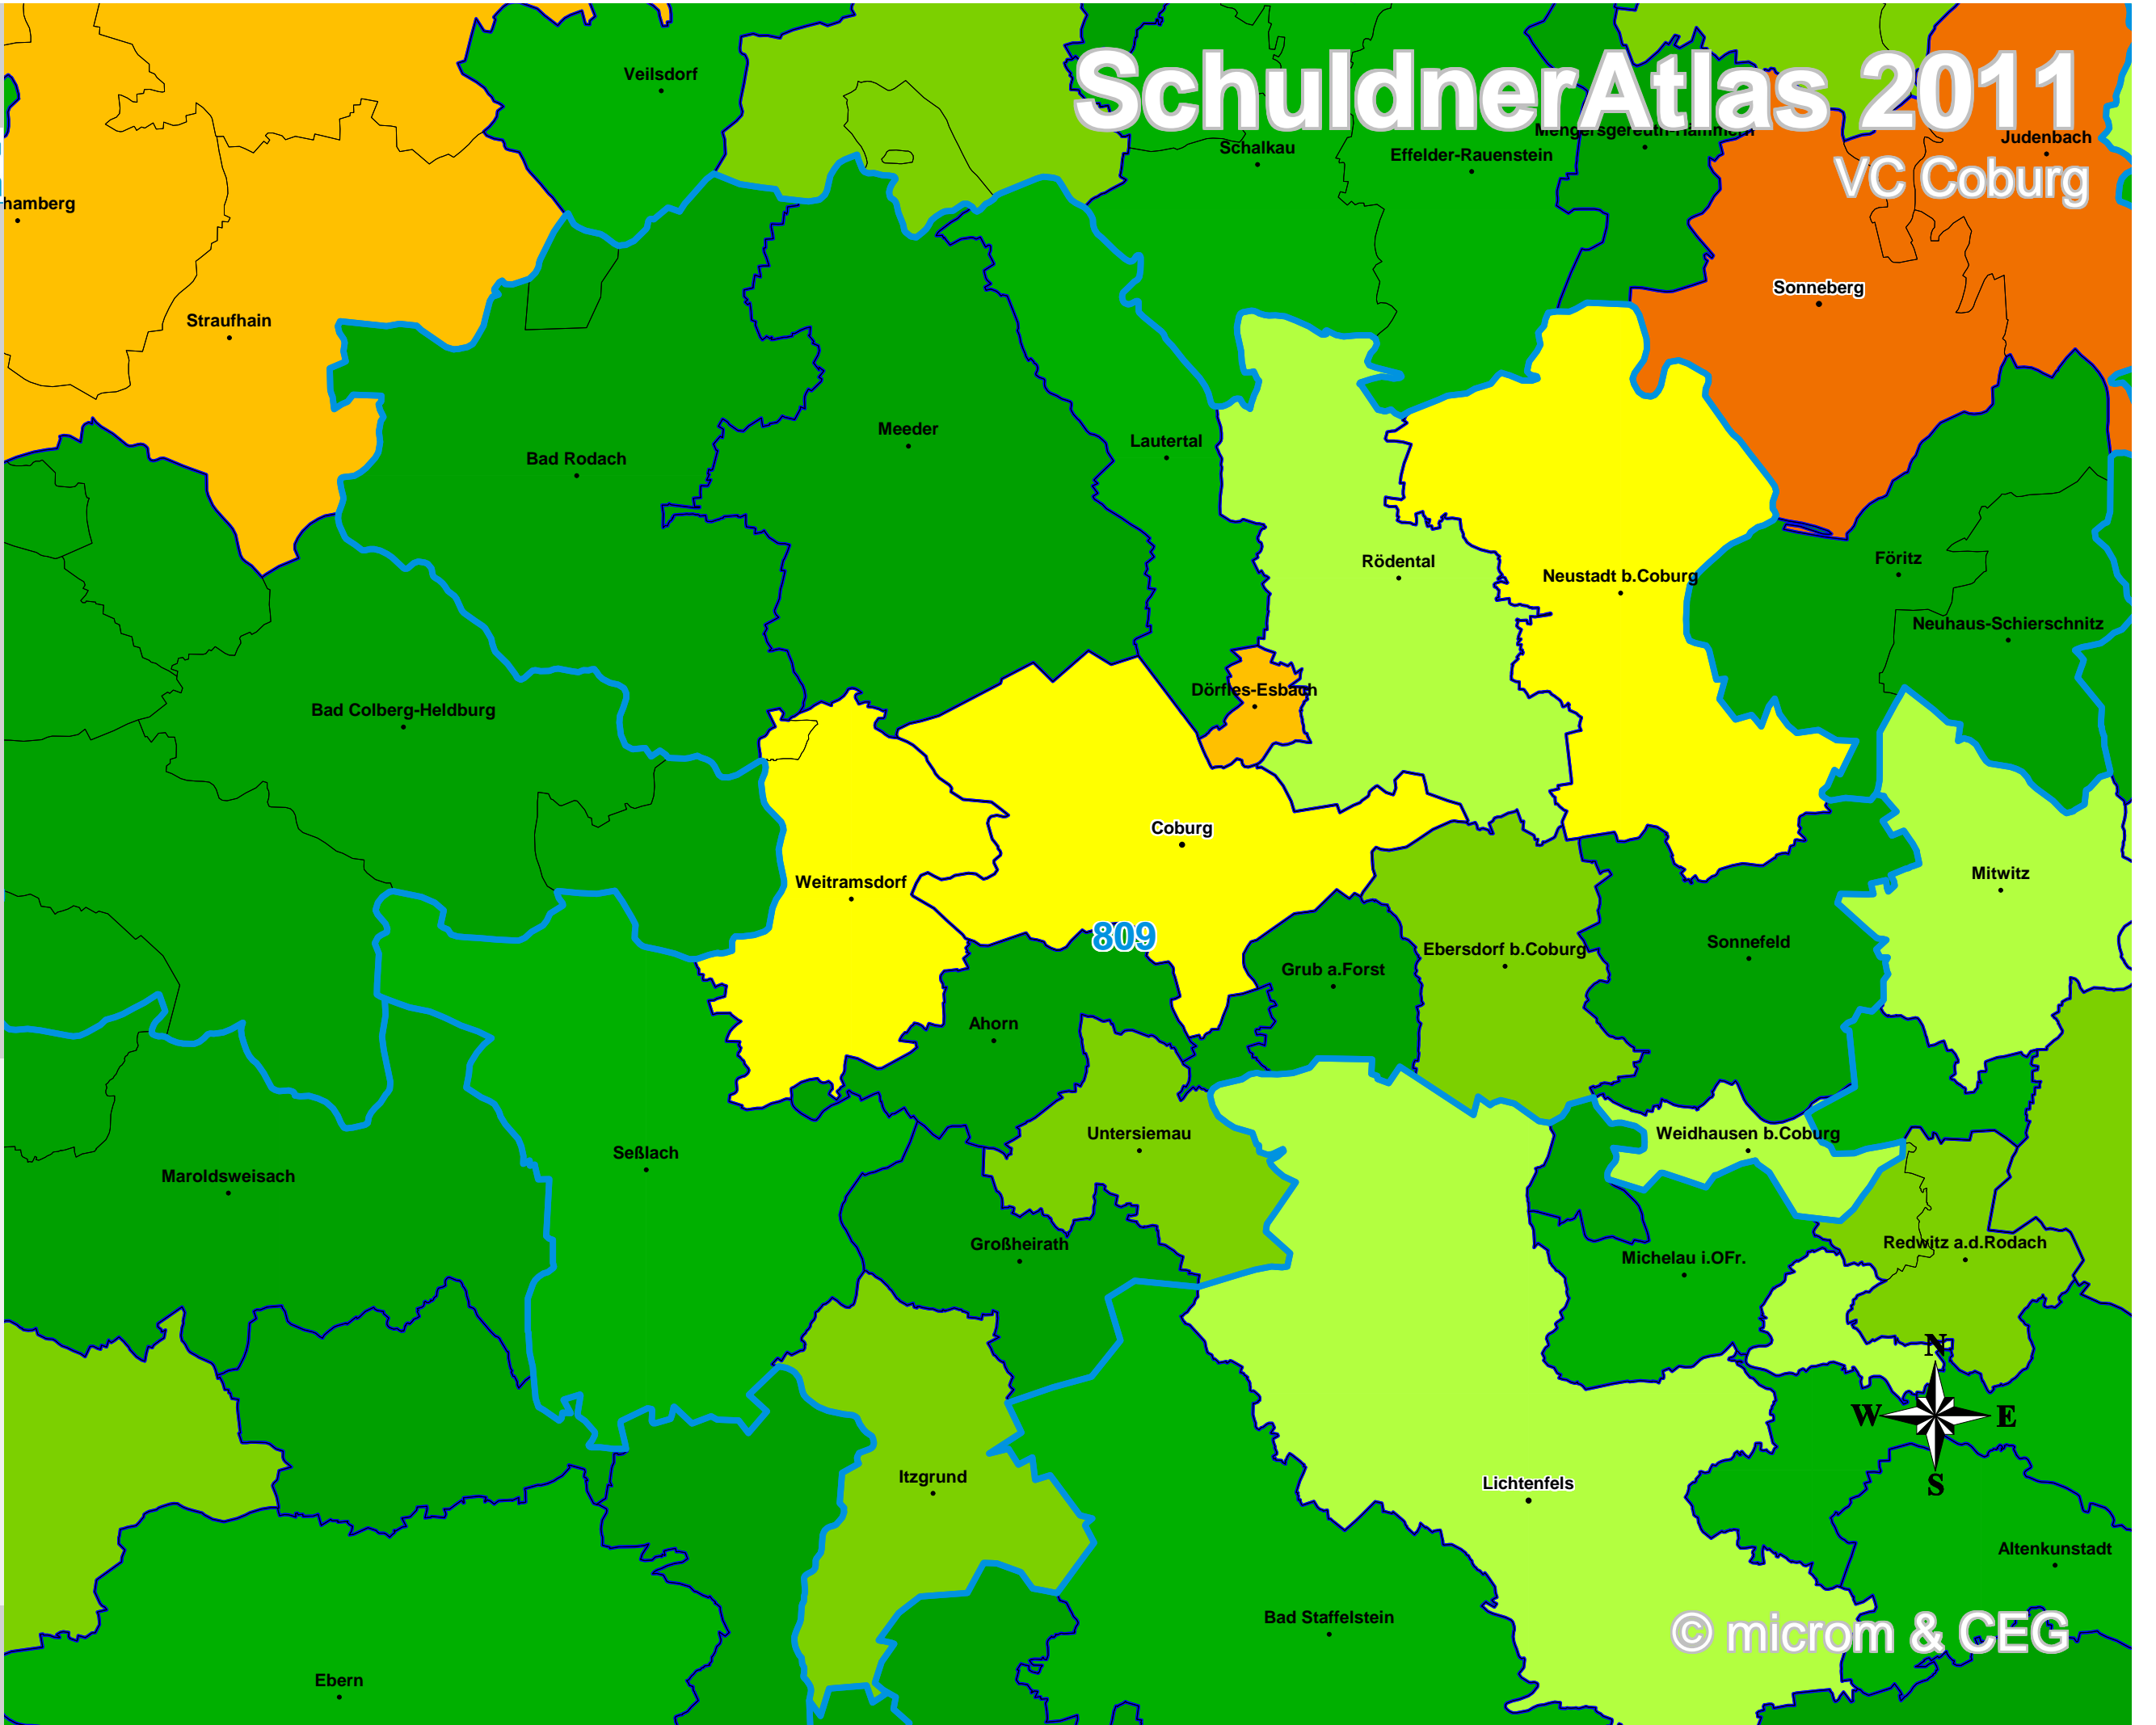 SchuldnerAtlas 2011
VC Coburg
Veilsdorf
Schalkau
Effelder-Rauenstein
Mengersgereuth-Hämmern
Judenbach
hamberg
Straufhain
Sonneberg
Bad Rodach
Meeder
Lautertal
Rödental
Neustadt b.Coburg
Föritz
Neuhaus-Schierschnitz
Bad Colberg-Heldburg
Dörfles-Esbach
Coburg
Weitramsdorf
Mitwitz
809
Grub a.Forst
Ebersdorf b.Coburg
Sonnefeld
Ahorn
Untersiemau
Weidhausen b.Coburg
Seßlach
Maroldsweisach
Großheirath
Michelau i.OFr.
Redwitz a.d.Rodach
N
W
E
S
Itzgrund
Lichtenfels
Altenkunstadt
Bad Staffelstein
Ebern
© microm & CEG